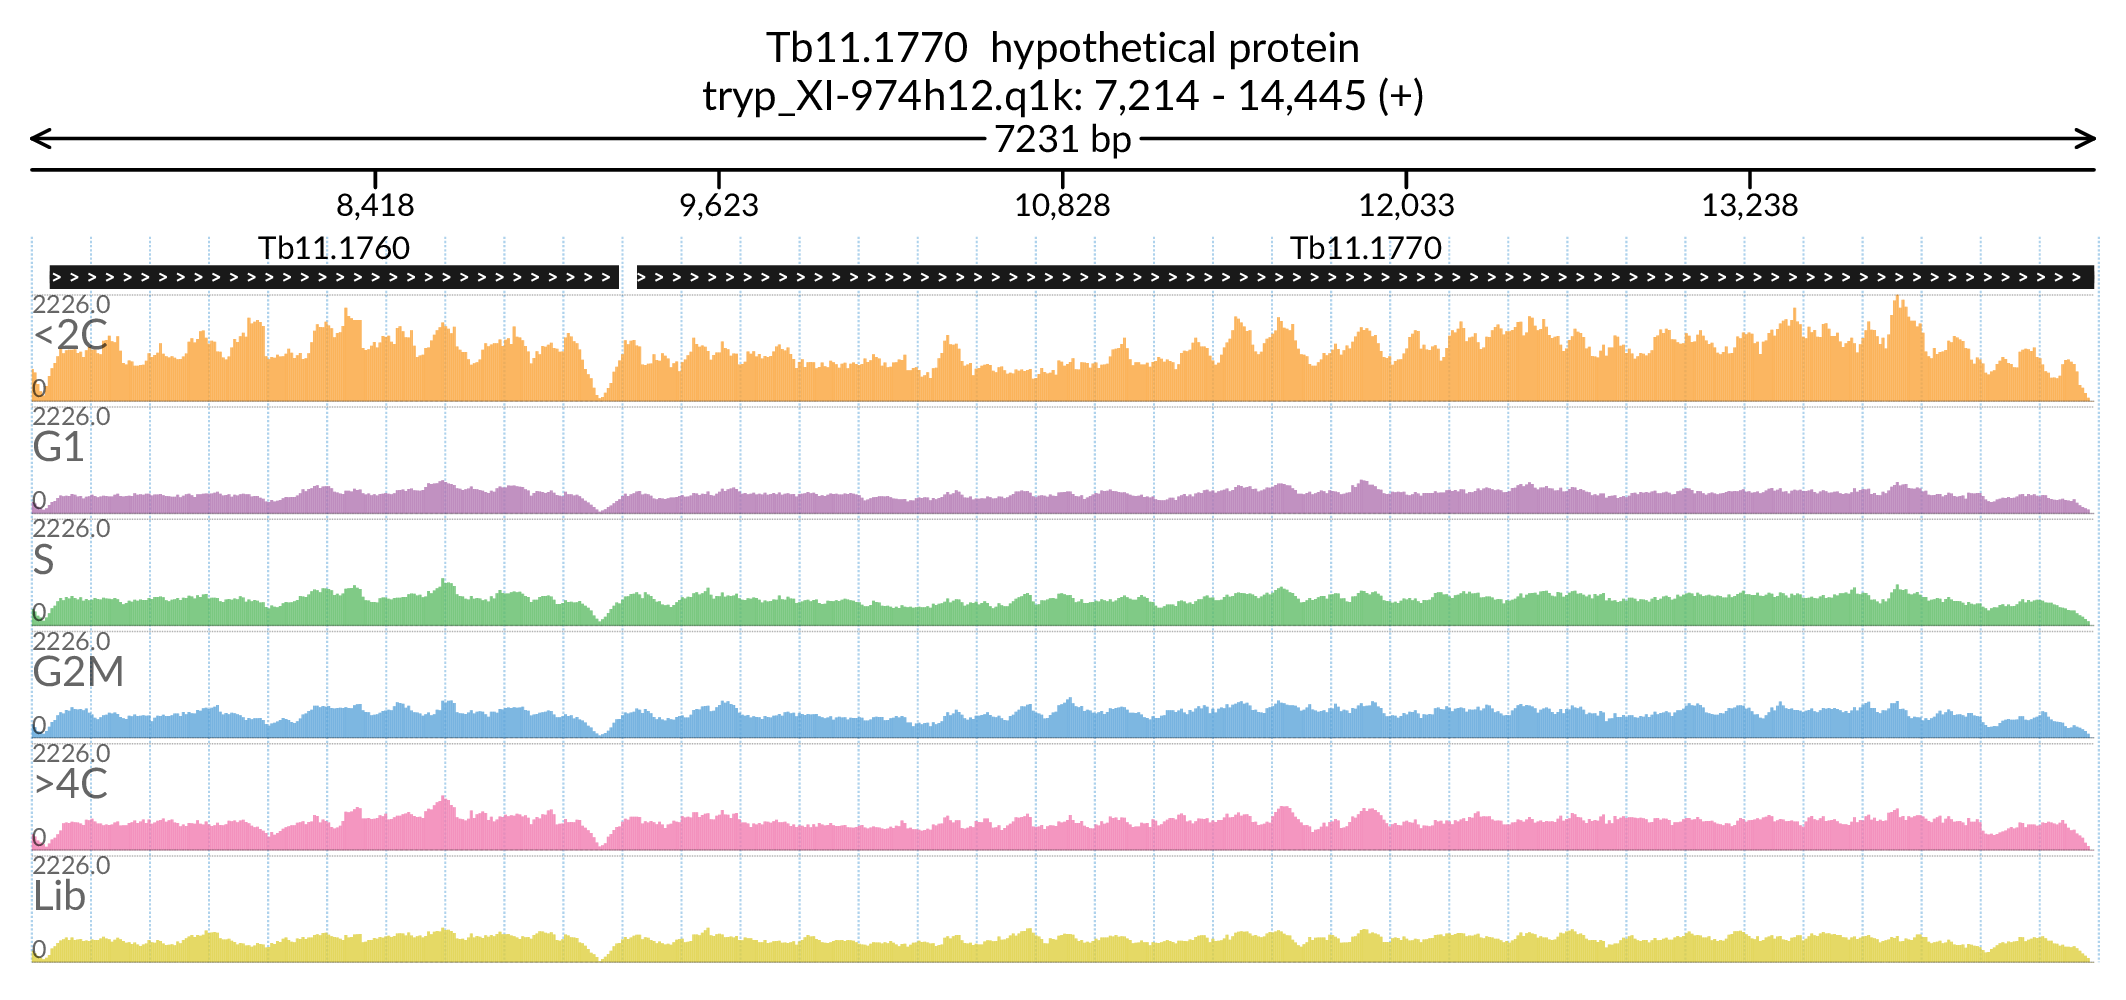 Tb11.1770 hypothetical protein
tryp_XI-974h12.q1k: 7,214 - 14,445 (+)
7231 bp
8,418 9,623 10,828 12,033 13,238
Tb11.1760 Tb11.1770
2226.0
<2C
0
2226.0
G1
0
2226.0
S
0
2226.0
G2M
0
2226.0
>4C
0
2226.0
Lib
0